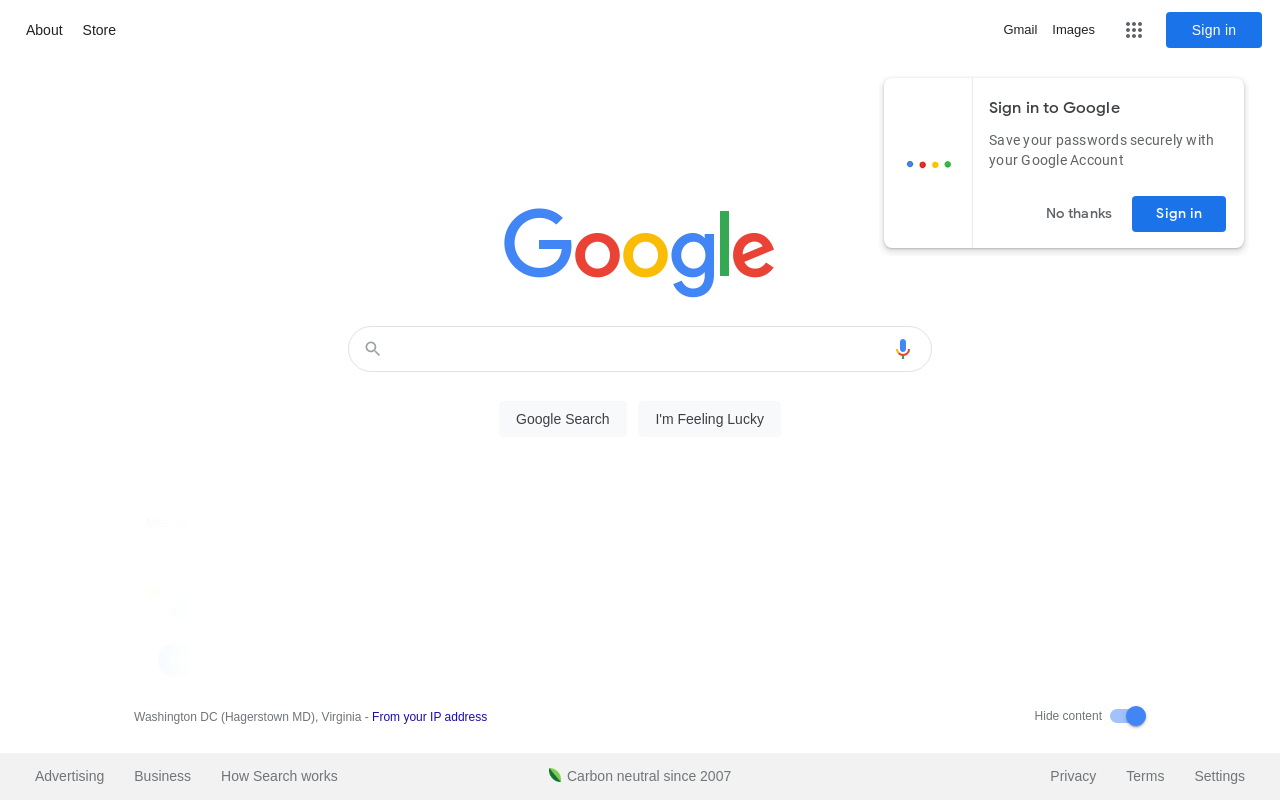 About
Store
Gmail
Images
Sign in
Sign in to Google
Save your passwords securely with
your Google Account
No thanks
Sign in
Google
Google Search
I'm Feeling Lucky
Washington DC (Hagerstown MD), Virginia - From your IP address
Hide content
Advertising
Business
How Search works
Carbon neutral since 2007
Privacy
Terms
Settings